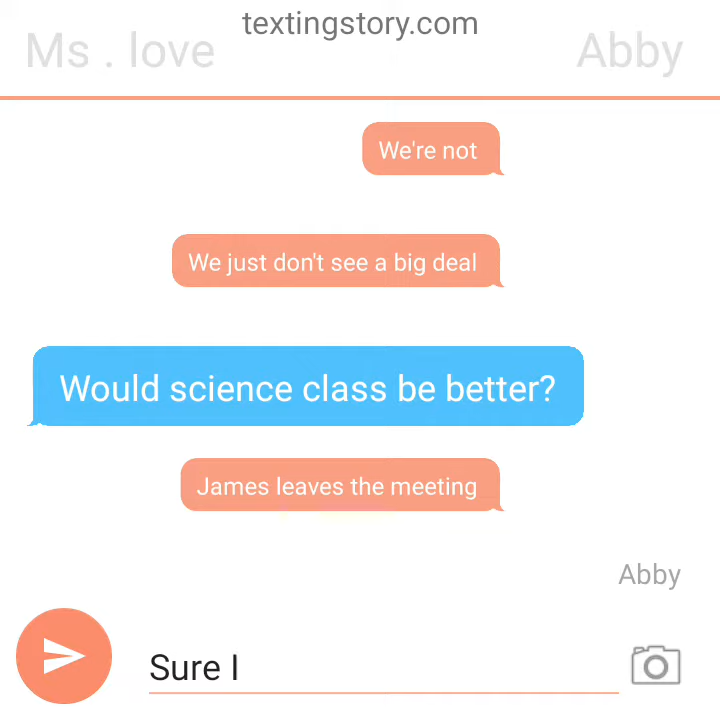 textingstory.com
Ms . love
Abby
We're not
We just don't see a big deal
Would science class be better?
James leaves the meeting
Abby
Sure I